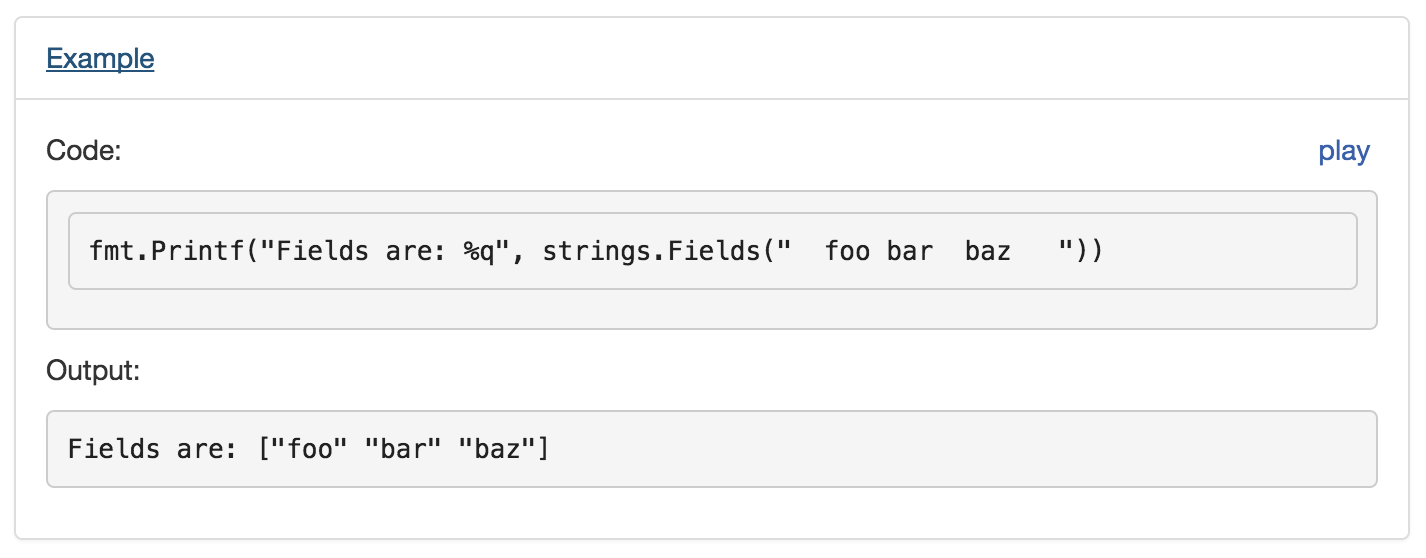 Example
Code:
play
fmt.Printf("Fields are: %q", strings.Fields("  foo bar  baz   "))
Output:
Fields are: ["foo" "bar" "baz"]